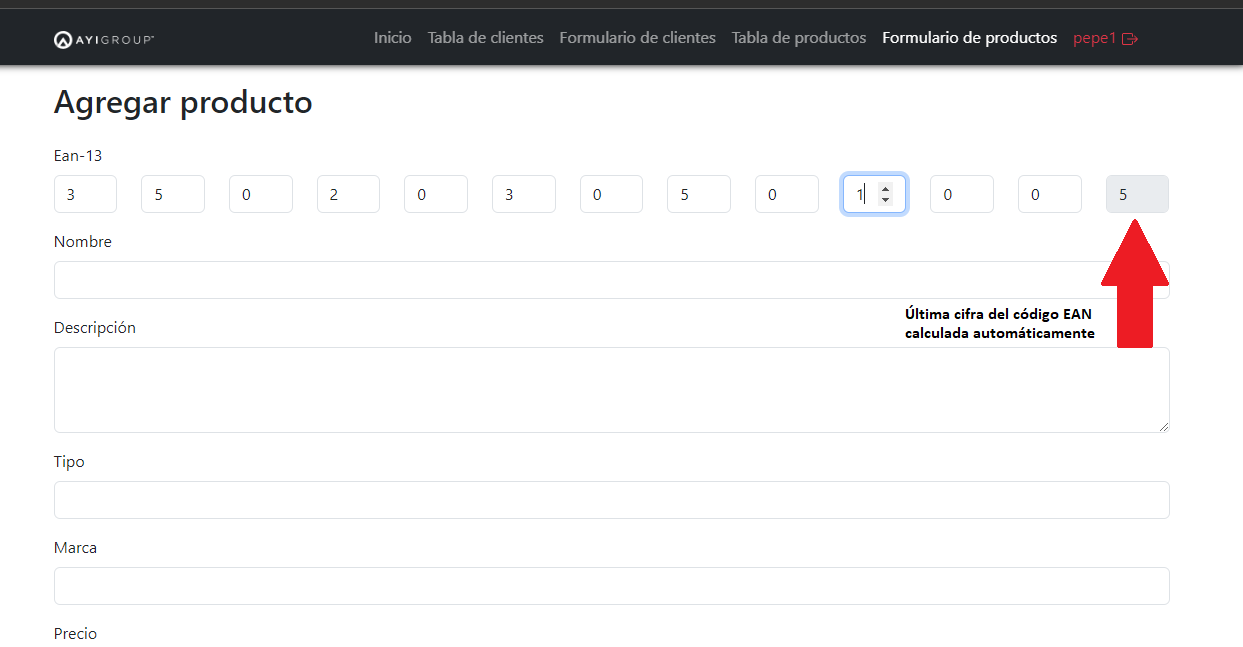 AYIGROUP Inicio Tabla de clientes Formulario de clientes Tabla de productos Formulario de productos pepe1
Agregar producto
Ean-13
3 5 0 2 0 3 0 5 0 1 0 0 5
Nombre
Última cifra del código EAN
calculada automáticamente
Descripción
Tipo
Marca
Precio